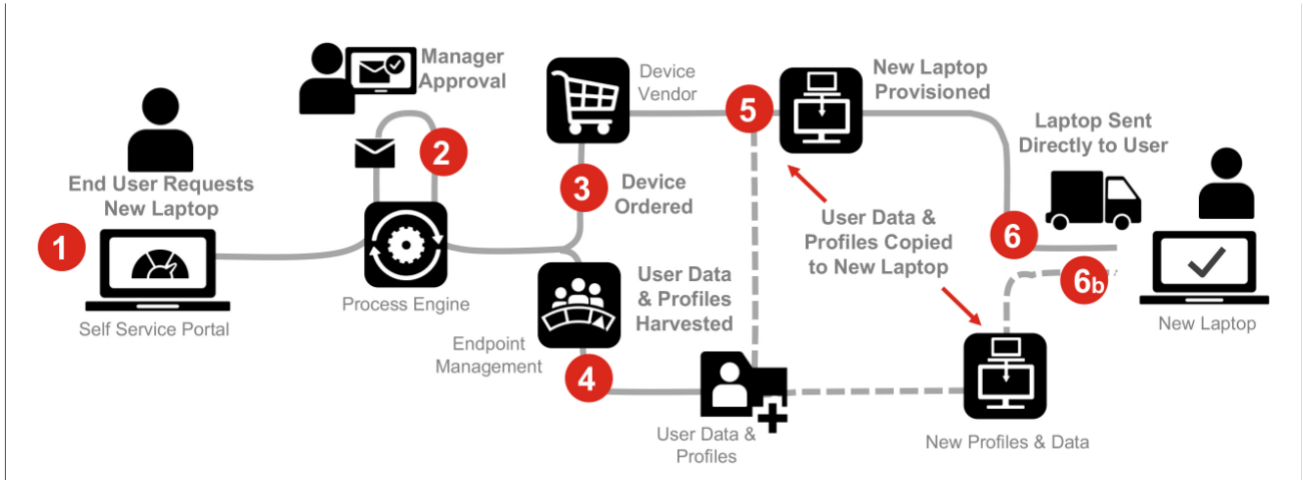 1
End User Requests
New Laptop
Self Service Portal
Manager
Approval
2
Process Engine
3
Device
Ordered
Device
Vendor
User Data
& Profiles
Harvested
Endpoint
Management
4
User Data &
Profiles
5
New Laptop
Provisioned
User Data &
Profiles Copied
to New Laptop
New Profiles & Data
Laptop Sent
Directly to User
6
6b
New Laptop